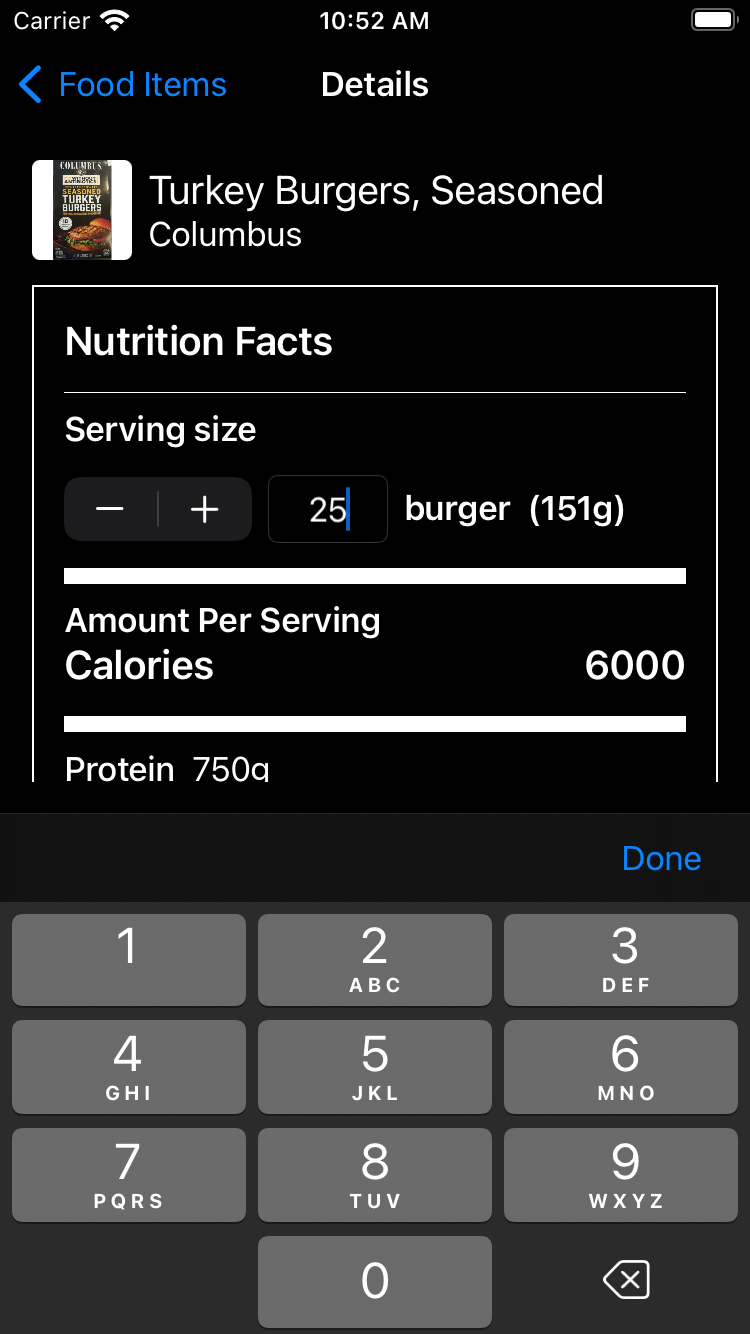 Carrier 10:52 AM
Food Items Details
COLUMBUS
SEASONED
TURKEY
BURGERS
Turkey Burgers, Seasoned
Columbus
Nutrition Facts
Serving size
25 burger (151g)
Amount Per Serving
Calories 6000
Protein 750g
Done
1 2 3
ABC DEF
4 5 6
GHI JKL MNO
7 8 9
PQRS TUV WXYZ
0